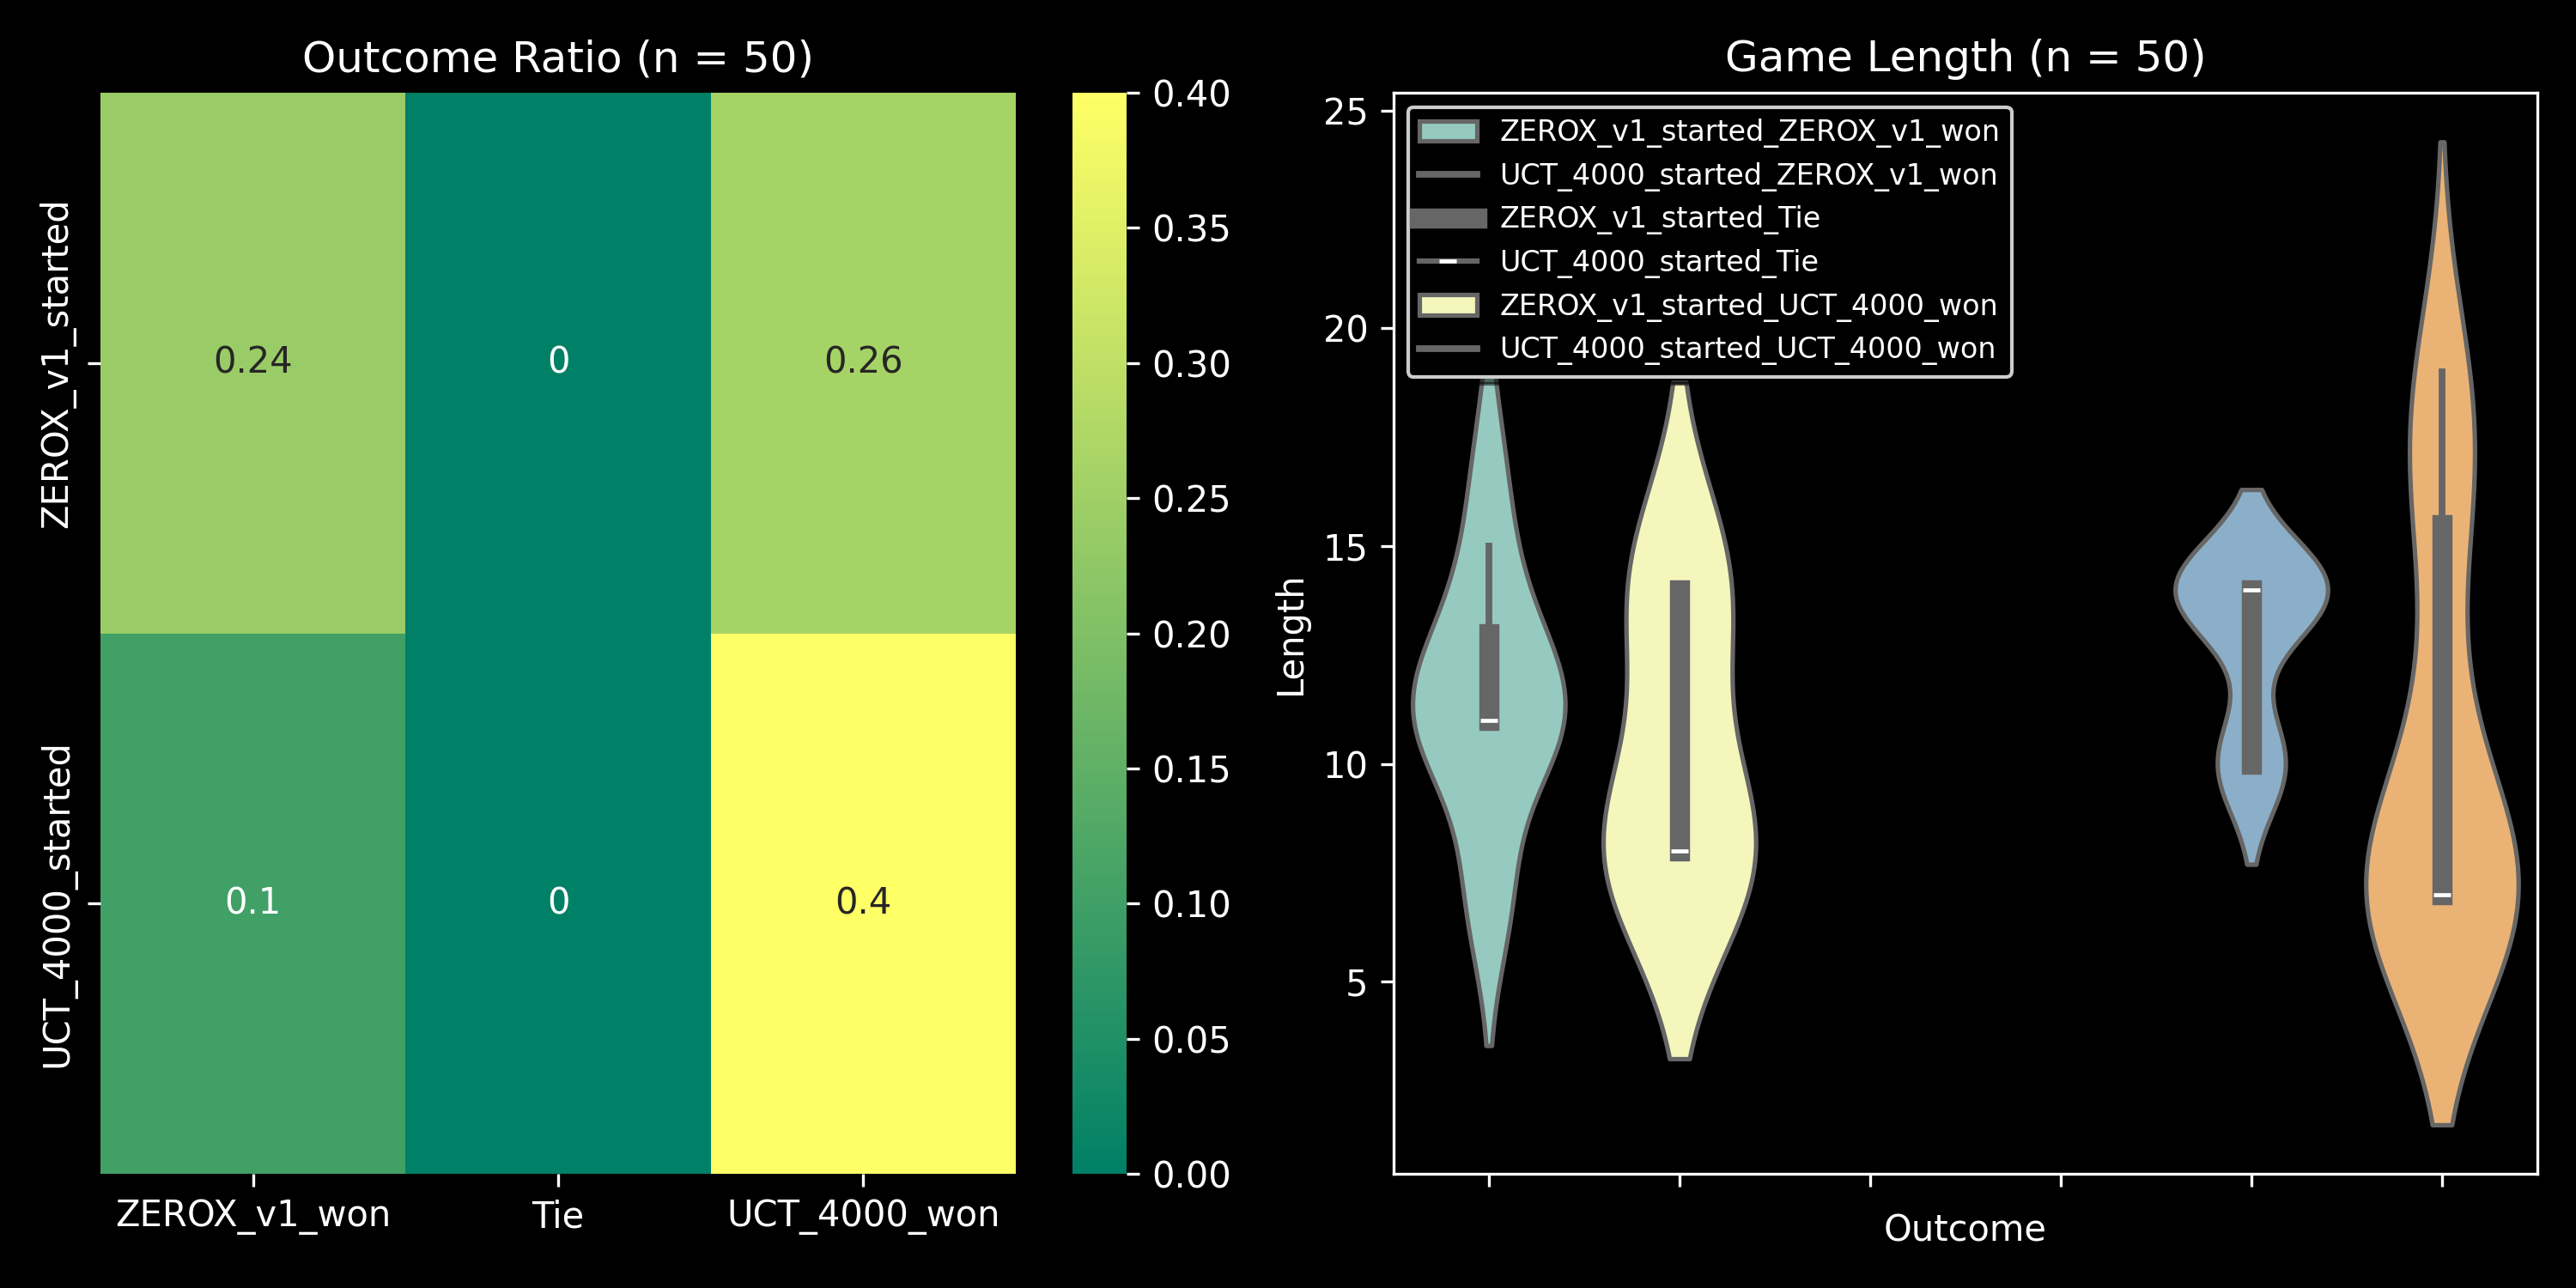 Outcome Ratio (n = 50)
ZEROX_v1_started
UCT_4000_started
0.24
0
0.26
0.1
0
0.4
ZEROX_v1_won
Tie
UCT_4000_won
0.40
0.35
0.30
0.25
0.20
0.15
0.10
0.05
0.00
Game Length (n = 50)
Length
25
20
15
10
5
ZEROX_v1_started_ZEROX_v1_won
UCT_4000_started_ZEROX_v1_won
ZEROX_v1_started_Tie
UCT_4000_started_Tie
ZEROX_v1_started_UCT_4000_won
UCT_4000_started_UCT_4000_won
Outcome